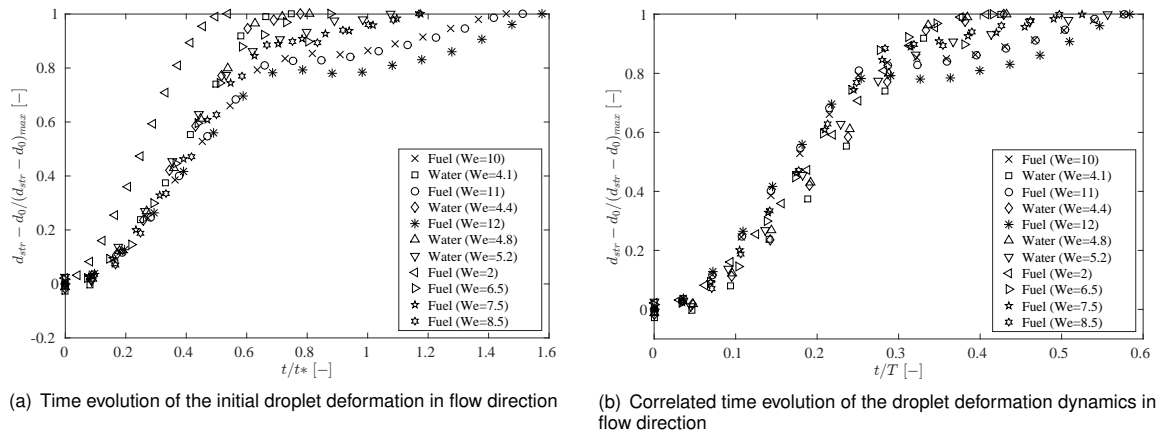 1
0.8
0.6
0.4
0.2
0
-0.2
0 0.2 0.4 0.6 0.8 1 1.2 1.4 1.6
d_str − d_0/(d_str − d_0)_max [−]
t/t∗ [−]
Fuel (We=10)
Water (We=4.1)
Fuel (We=11)
Water (We=4.4)
Fuel (We=12)
Water (We=4.8)
Water (We=5.2)
Fuel (We=2)
Fuel (We=6.5)
Fuel (We=7.5)
Fuel (We=8.5)
(a) Time evolution of the initial droplet deformation in flow direction
1
0.8
0.6
0.4
0.2
0
0 0.1 0.2 0.3 0.4 0.5 0.6
d_str − d_0/(d_str − d_0)_max [−]
t/T [−]
Fuel (We=10)
Water (We=4.1)
Fuel (We=11)
Water (We=4.4)
Fuel (We=12)
Water (We=4.8)
Water (We=5.2)
Fuel (We=2)
Fuel (We=6.5)
Fuel (We=7.5)
Fuel (We=8.5)
(b) Correlated time evolution of the droplet deformation dynamics in
flow direction